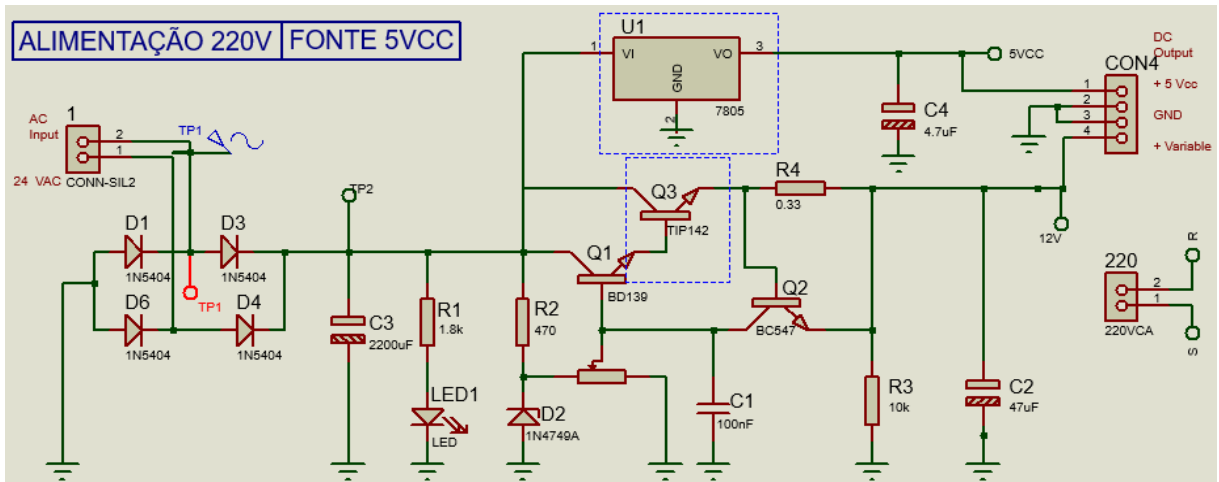 ALIMENTAÇÃO 220V FONTE 5VCC
U1
1 VI VO 3
GND
2
7805
5VCC
DC
Output
CON4
1 + 5 Vcc
2
3 GND
4
+ Variable
C4
4.7uF
AC
Input
1
2
1
24 VAC CONN-SIL2
TP1
TP2
D1
1N5404
D3
1N5404
TP1
D6
1N5404
D4
1N5404
C3
2200uF
R1
1.8k
LED1
LED
R2
470
D2
1N4749A
Q1
BD139
Q3
TIP142
R4
0.33
Q2
BC547
C1
100nF
R3
10k
C2
47uF
12V
220
2
1
220VCA
R
S